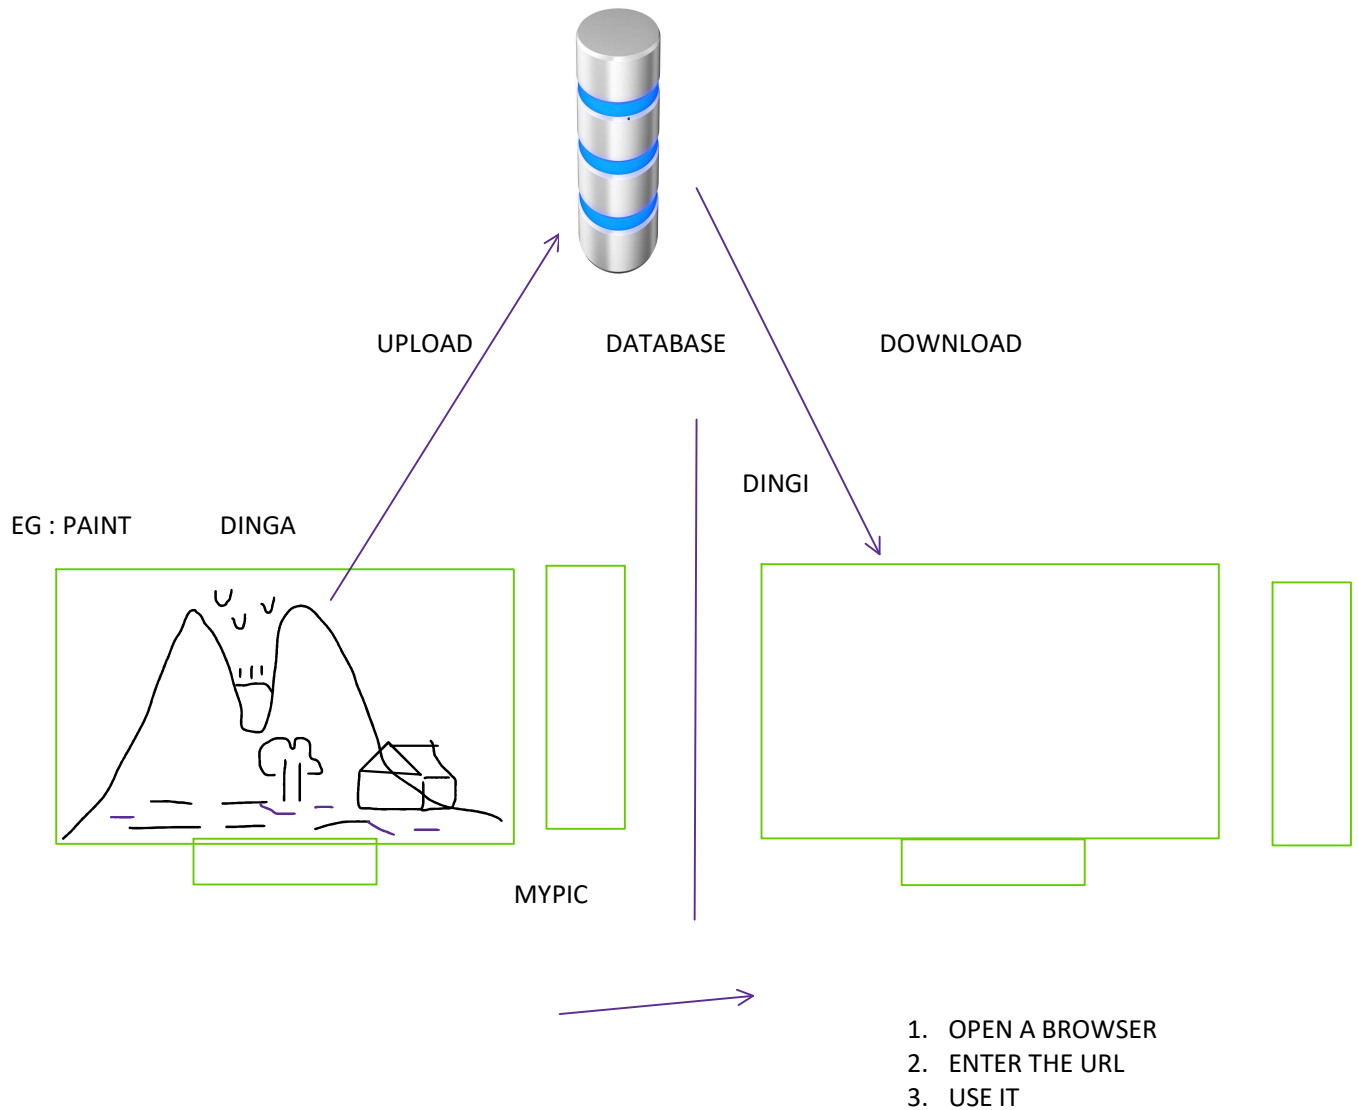 UPLOAD
DATABASE
DOWNLOAD
DINGI
EG : PAINT
DINGA
MYPIC
1. OPEN A BROWSER
2. ENTER THE URL
3. USE IT